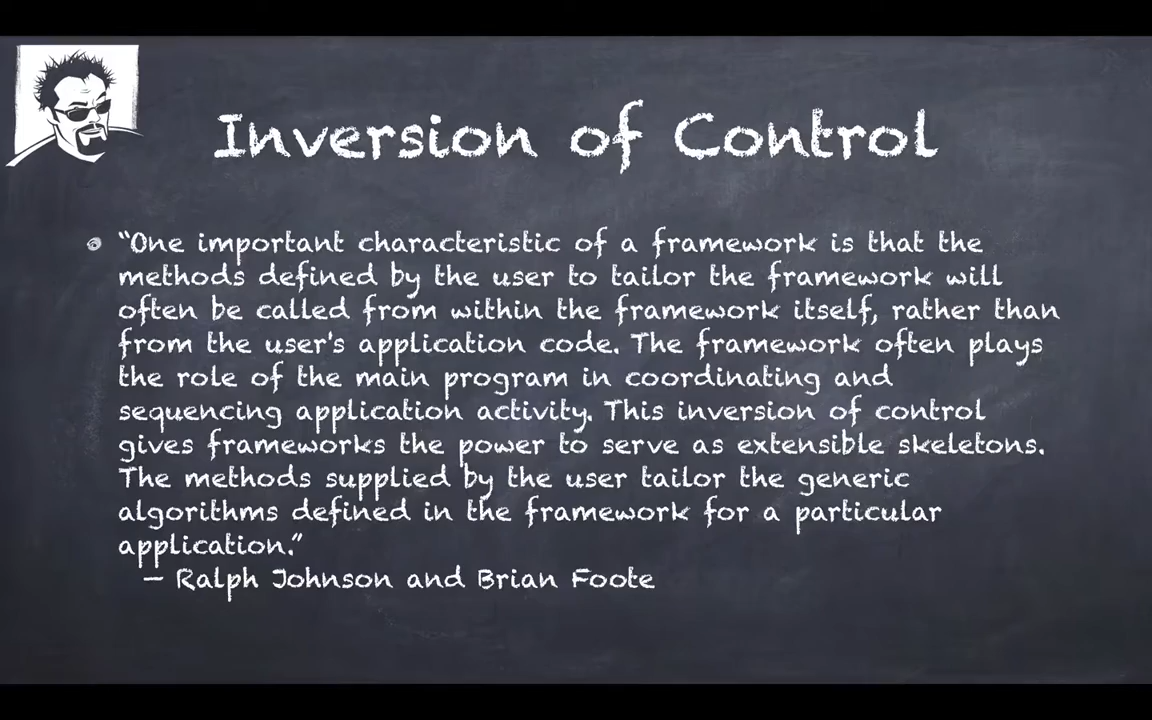 Inversion of Control
“One important characteristic of a framework is that the
methods defined by the user to tailor the framework will
often be called from within the framework itself, rather than
from the user's application code. The framework often plays
the role of the main program in coordinating and
sequencing application activity. This inversion of control
gives frameworks the power to serve as extensible skeletons.
The methods supplied by the user tailor the generic
algorithms defined in the framework for a particular
application.”
— Ralph Johnson and Brian Foote